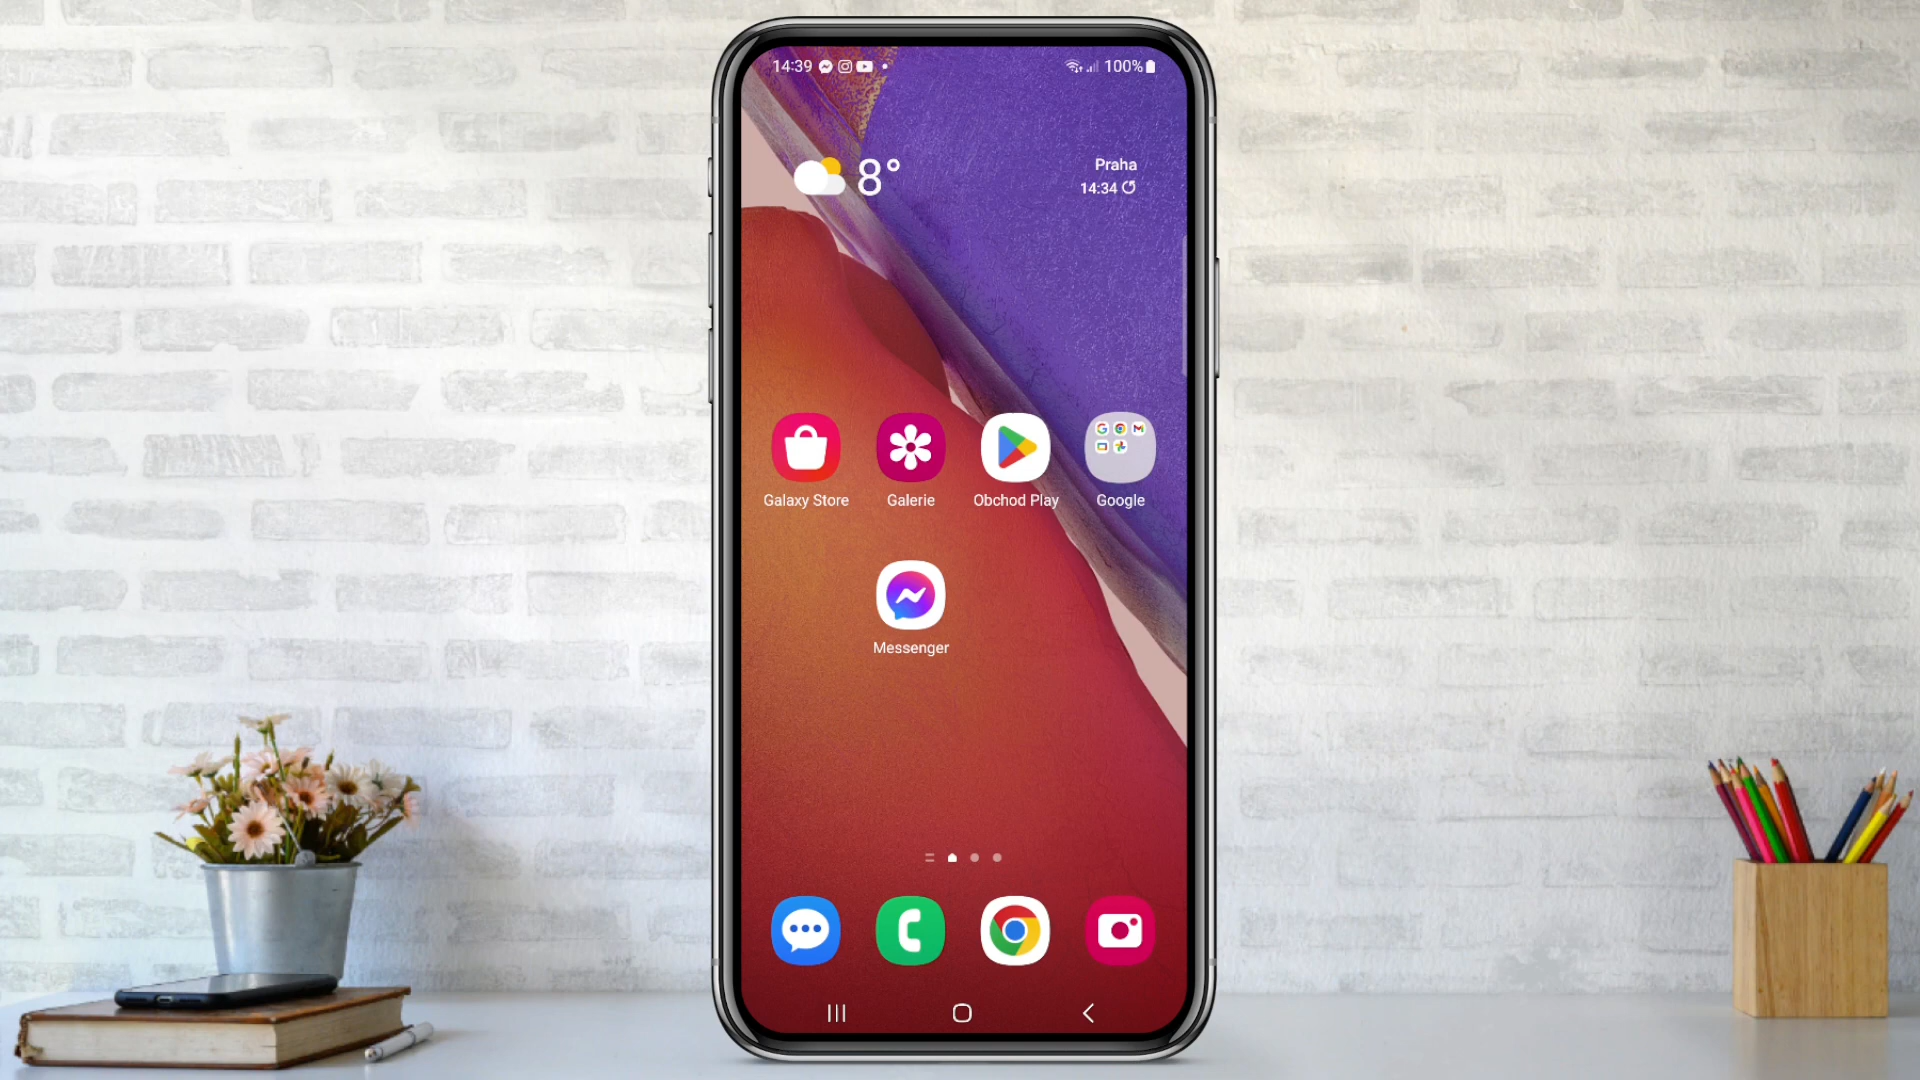 14:39
100%
8°
Praha
14:34
Galaxy Store
Galerie
Obchod Play
Google
Messenger